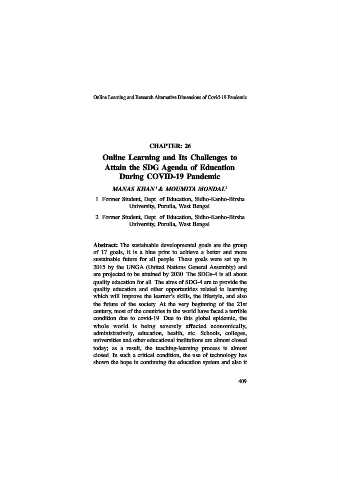 Online Learning and Research Alternative Dimensions of Covid-19 Pandemic
CHAPTER: 26
Online Learning and Its Challenges to
Attain the SDG Agenda of Education
During COVID-19 Pandemic
MANAS KHAN¹ & MOUMITA MONDAL²
1 Former Student, Dept of Education, Sidho-Kanho-Birsha
University, Purulia, West Bengal
2 Former Student, Dept of Education, Sidho-Kanho-Birsha
University, Purulia, West Bengal
Abstract: The sustainable developmental goals are the group
of 17 goals, it is a blue print to achieve a better and more
sustainable future for all people These goals were set up in
2015 by the UNGA (United Nations General Assembly) and
are projected to be attained by 2030 The SDGs-4 is all about
quality education for all The aims of SDG-4 are to provide the
quality education and other opportunities related to learning
which will improve the learner's skills, the lifestyle, and also
the future of the society At the very beginning of the 21st
century, most of the countries in the world have faced a terrible
condition due to covid-19 Due to this global epidemic, the
whole world is being severely affected economically,
administratively, education, health, etc Schools, colleges,
universities and other educational institutions are almost closed
today; as a result, the teaching-learning process is almost
closed In such a critical condition, the use of technology has
shown the hope in continuing the education system and also it
409